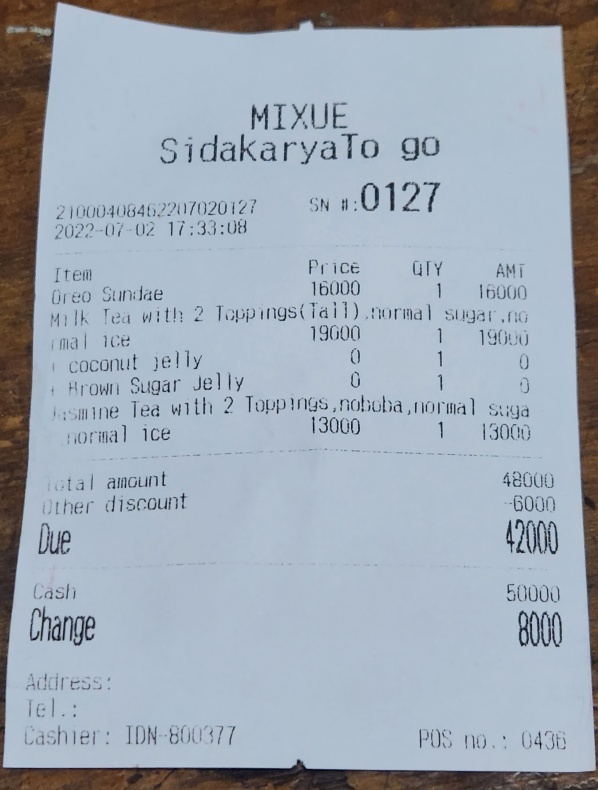 MIXUE
SidakaryaTo go
21000408462207020127 SN #:0127
2022-07-02 17:33:08
Item Price QTY AMT
Oreo Sundae 16000 1 16000
Milk Tea with 2 Toppings(Tall),normal sugar,no
rmal ice 19000 1 19000
coconut jelly 0 1 0
Brown Sugar Jelly 0 1 0
Jasmine Tea with 2 Toppings,noboba,normal suga
normal ice 13000 1 13000
Total amount 48000
Other discount -6000
Due 42000
Cash 50000
Change 8000
Address:
Tel.:
Cashier: IDN-800377 POS no.: 0436